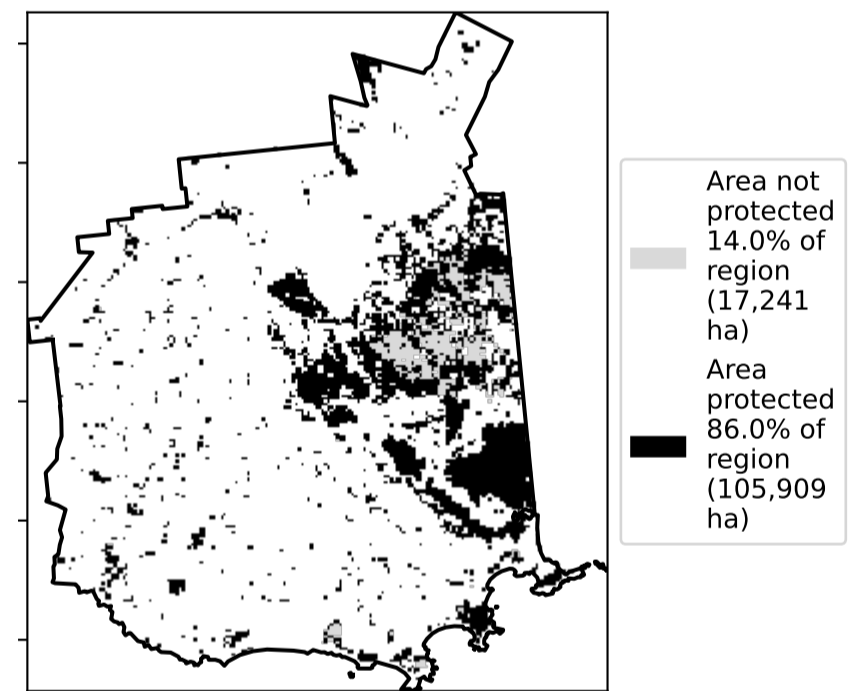 Area not
protected
14.0% of
region
(17,241
ha)
Area
protected
86.0% of
region
(105,909
ha)